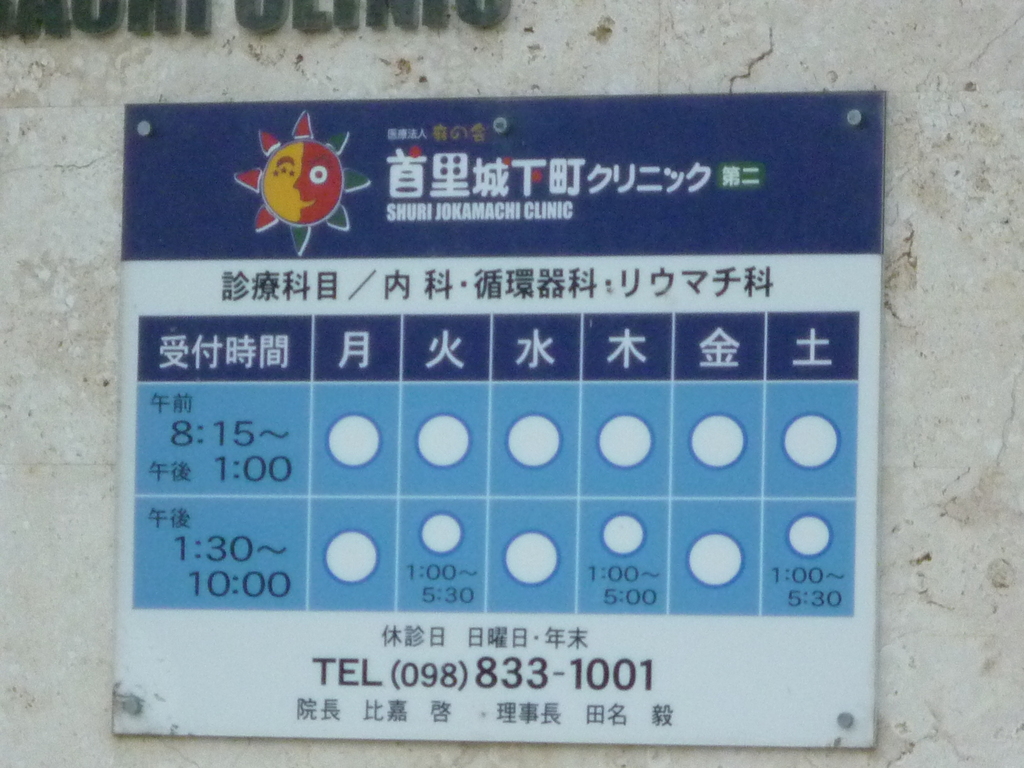 CLINIC
医療法人 の会
首里城下町クリニック 第二
SHURI JOKAMACHI CLINIC
診療科目／内 科・循環器科・リウマチ科
受付時間 月 火 水 木 金 土
午前
8:15〜
午後 1:00
午後
1:30〜
10:00
1:00〜
5:30
1:00〜
5:00
1:00〜
5:30
休診日 日曜日・年末
TEL(098)833-1001
院長 比嘉 啓 ・理事長 田名 毅